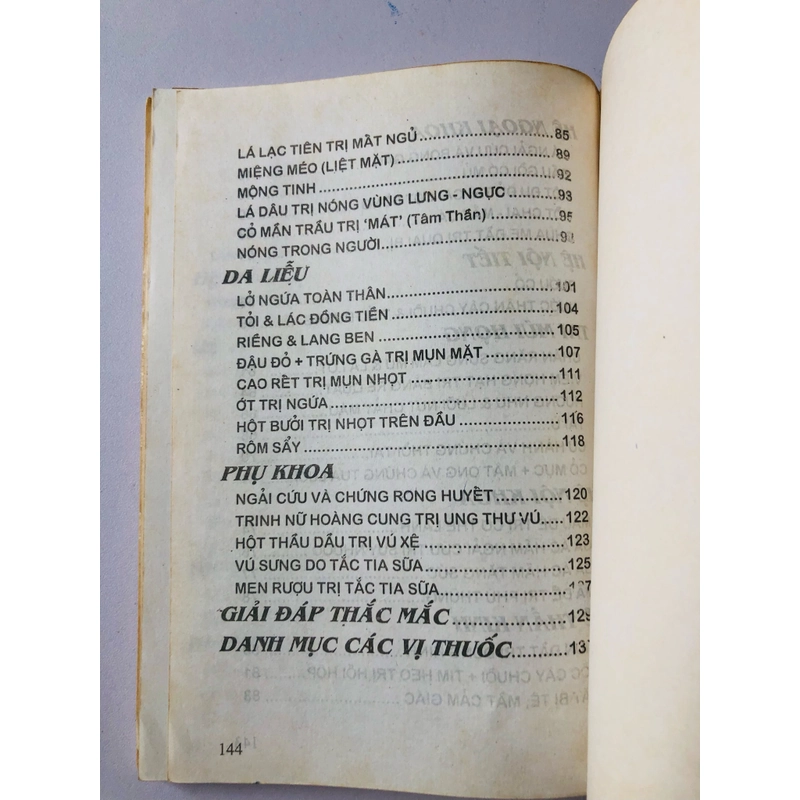 LÁ LẠC TIÊN TRỊ MẤT NGỦ..................85
MIỆNG MÉO (LIỆT MẶT)..................89
MỘNG TINH..................92
LÁ DÂU TRỊ NÓNG VÙNG LƯNG - NGỰC..................93
CỎ MẦN TRẦU TRỊ ‘MÁT’ (Tâm Thần)..................95
NÓNG TRONG NGƯỜI..................
DA LIỄU
LỞ NGỨA TOÀN THÂN..................101
TỎI & LÁC ĐỒNG TIỀN..................104
RIỀNG & LANG BEN..................105
ĐẬU ĐỎ + TRỨNG GÀ TRỊ MỤN MẶT..................107
CAO RẾT TRỊ MỤN NHỌT..................111
ỚT TRỊ NGỨA..................112
HỘT BƯỞI TRỊ NHỌT TRÊN ĐẦU..................116
RÔM SẨY..................118
PHỤ KHOA
NGẢI CỨU VÀ CHỨNG RONG HUYẾT..................120
TRINH NỮ HOÀNG CUNG TRỊ UNG THƯ VÚ.....122
HỘT THẦU DẦU TRỊ VÚ XỆ..................123
VÚ SƯNG DO TẮC TIA SỮA..................125
MEN RƯỢU TRỊ TẮC TIA SỮA..................127
GIẢI ĐÁP THẮC MẮC..................129
DANH MỤC CÁC VỊ THUỐC..................137
144